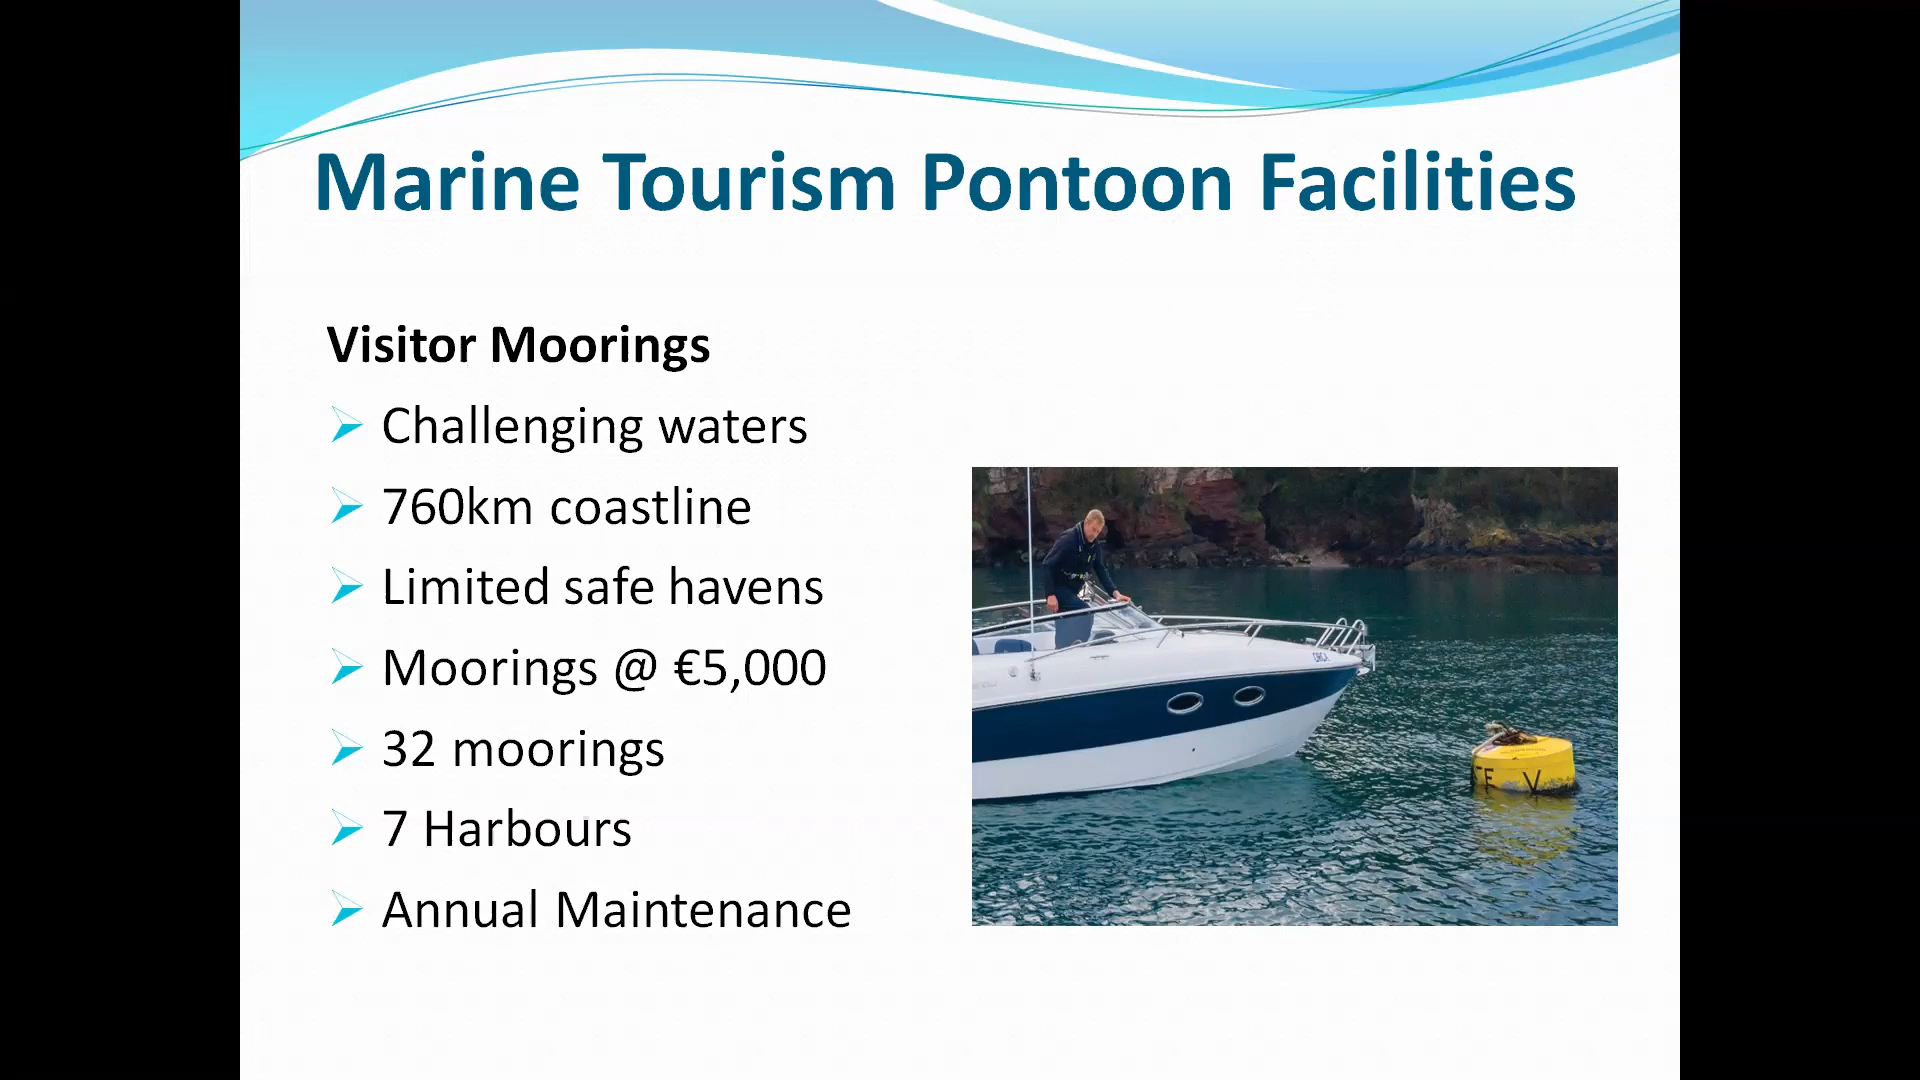 Marine Tourism Pontoon Facilities
Visitor Moorings
Challenging waters
760km coastline
Limited safe havens
Moorings @ €5,000
32 moorings
7 Harbours
Annual Maintenance
ORCA
V